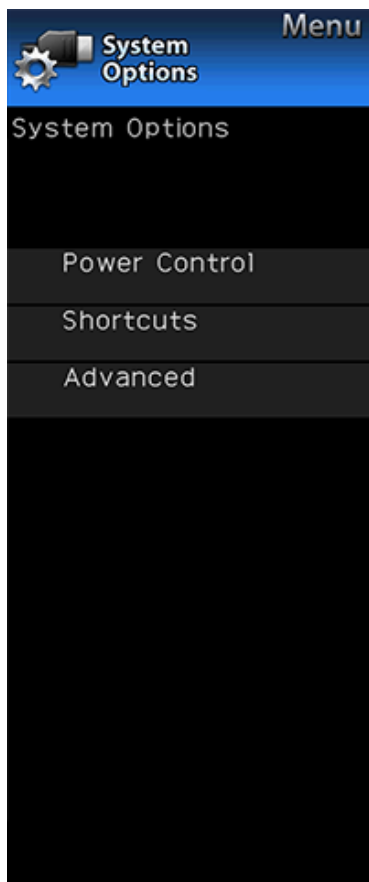 Menu
System
Options
System Options
Power Control
Shortcuts
Advanced